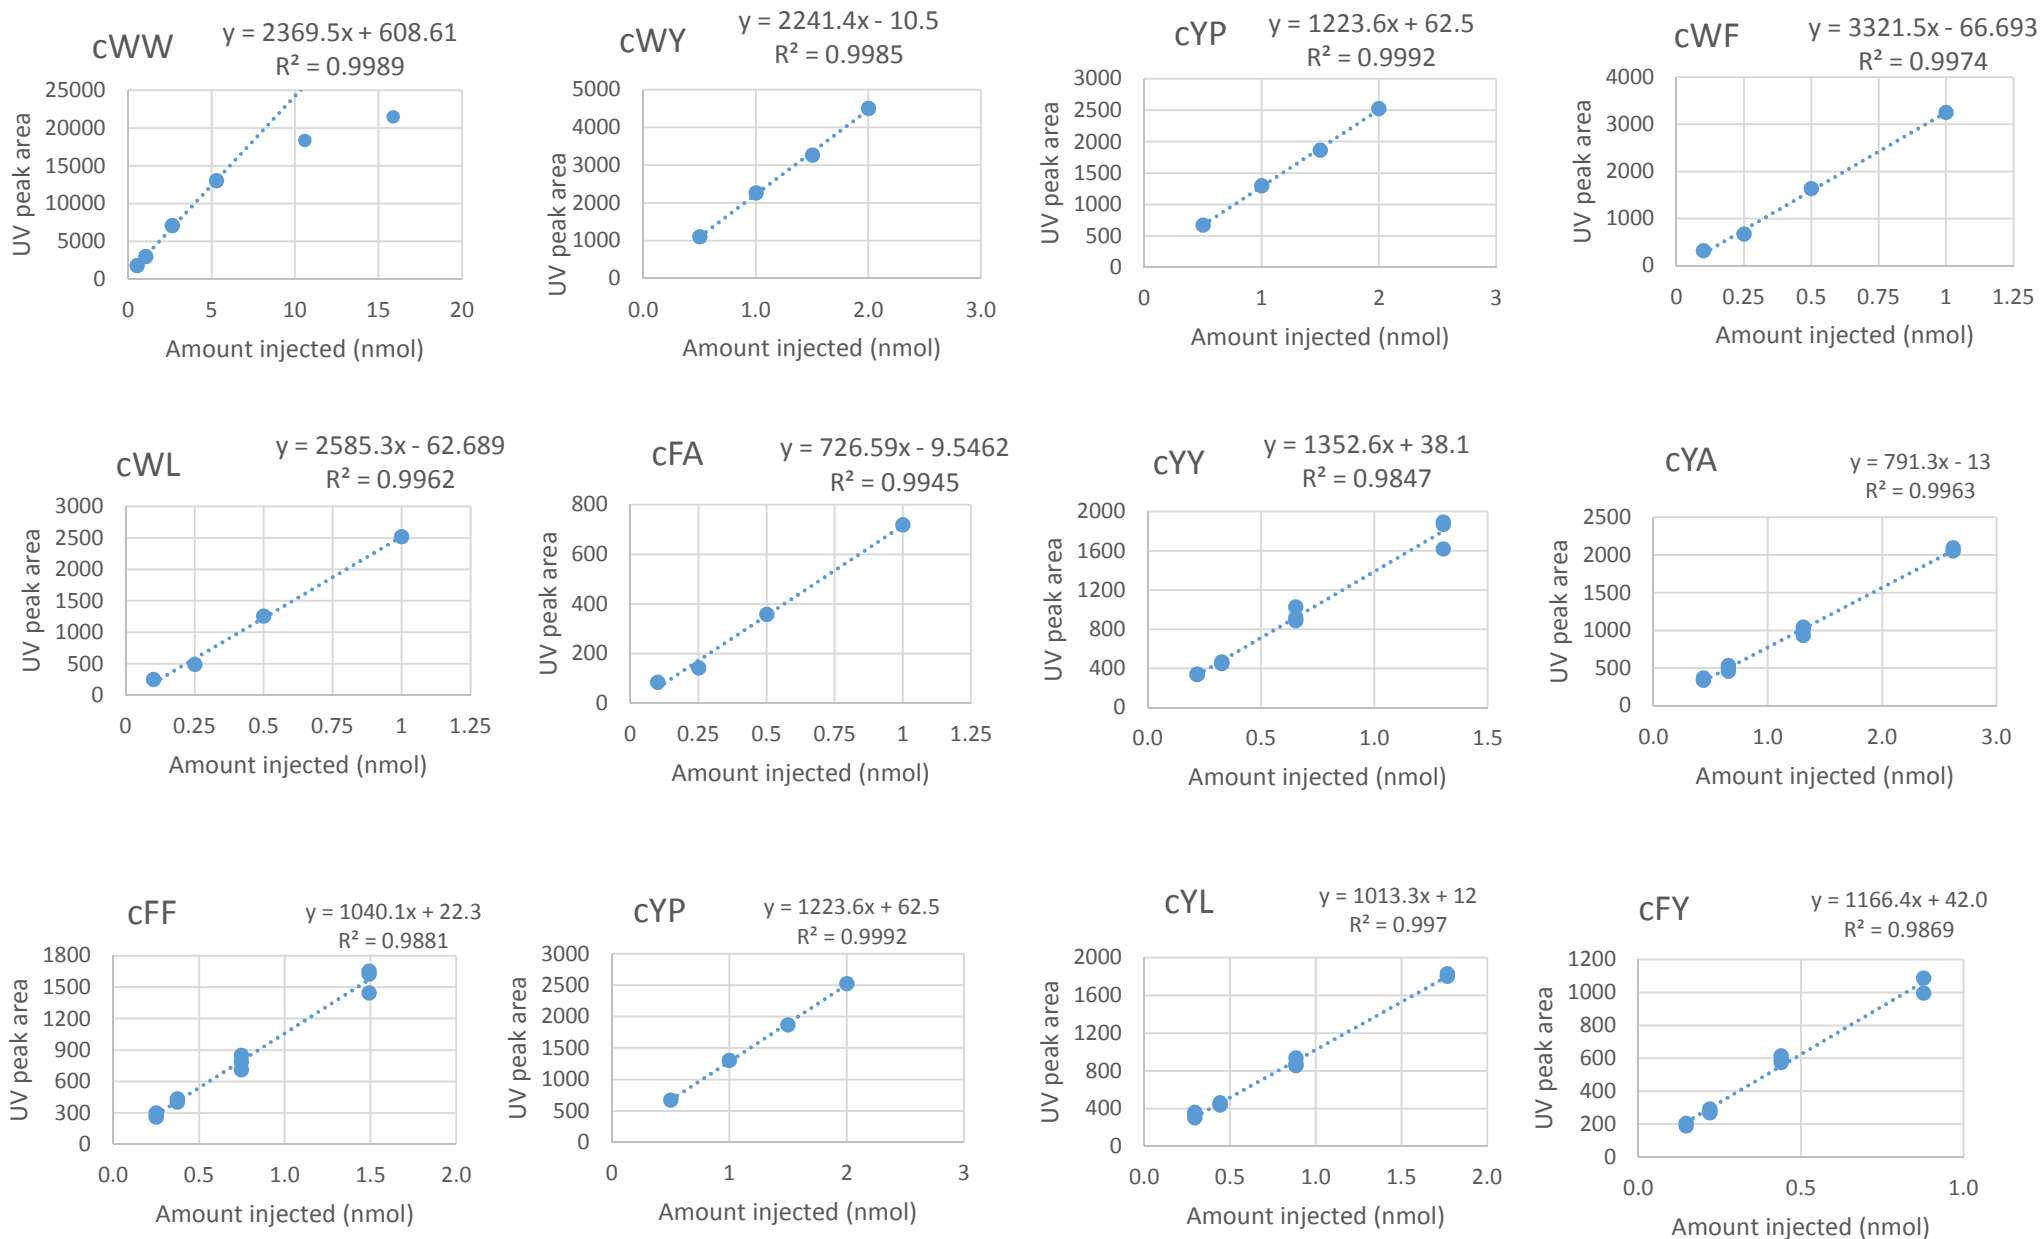 cWW
y = 2369.5x + 608.61
R² = 0.9989
UV peak area
25000
20000
15000
10000
5000
0
0 5 10 15 20
Amount injected (nmol)
cWY
y = 2241.4x - 10.5
R² = 0.9985
UV peak area
5000
4000
3000
2000
1000
0
0.0 1.0 2.0 3.0
Amount injected (nmol)
cYP
y = 1223.6x + 62.5
R² = 0.9992
UV peak area
3000
2500
2000
1500
1000
500
0
0 1 2 3
Amount injected (nmol)
cWF
y = 3321.5x - 66.693
R² = 0.9974
UV peak area
4000
3000
2000
1000
0
0 0.25 0.5 0.75 1 1.25
Amount injected (nmol)
cWL
y = 2585.3x - 62.689
R² = 0.9962
UV peak area
3000
2500
2000
1500
1000
500
0
0 0.25 0.5 0.75 1 1.25
Amount injected (nmol)
cFA
y = 726.59x - 9.5462
R² = 0.9945
UV peak area
800
600
400
200
0
0 0.25 0.5 0.75 1 1.25
Amount injected (nmol)
cYY
y = 1352.6x + 38.1
R² = 0.9847
UV peak area
2000
1600
1200
800
400
0
0.0 0.5 1.0 1.5
Amount injected (nmol)
cYA
y = 791.3x - 13
R² = 0.9963
UV peak area
2500
2000
1500
1000
500
0
0.0 1.0 2.0 3.0
Amount injected (nmol)
cFF
y = 1040.1x + 22.3
R² = 0.9881
UV peak area
1800
1500
1200
900
600
300
0
0.0 0.5 1.0 1.5 2.0
Amount injected (nmol)
cYP
y = 1223.6x + 62.5
R² = 0.9992
UV peak area
3000
2500
2000
1500
1000
500
0
0 1 2 3
Amount injected (nmol)
cYL
y = 1013.3x + 12
R² = 0.997
UV peak area
2000
1600
1200
800
400
0
0.0 0.5 1.0 1.5 2.0
Amount injected (nmol)
cFY
y = 1166.4x + 42.0
R² = 0.9869
UV peak area
1200
1000
800
600
400
200
0
0.0 0.5 1.0
Amount injected (nmol)